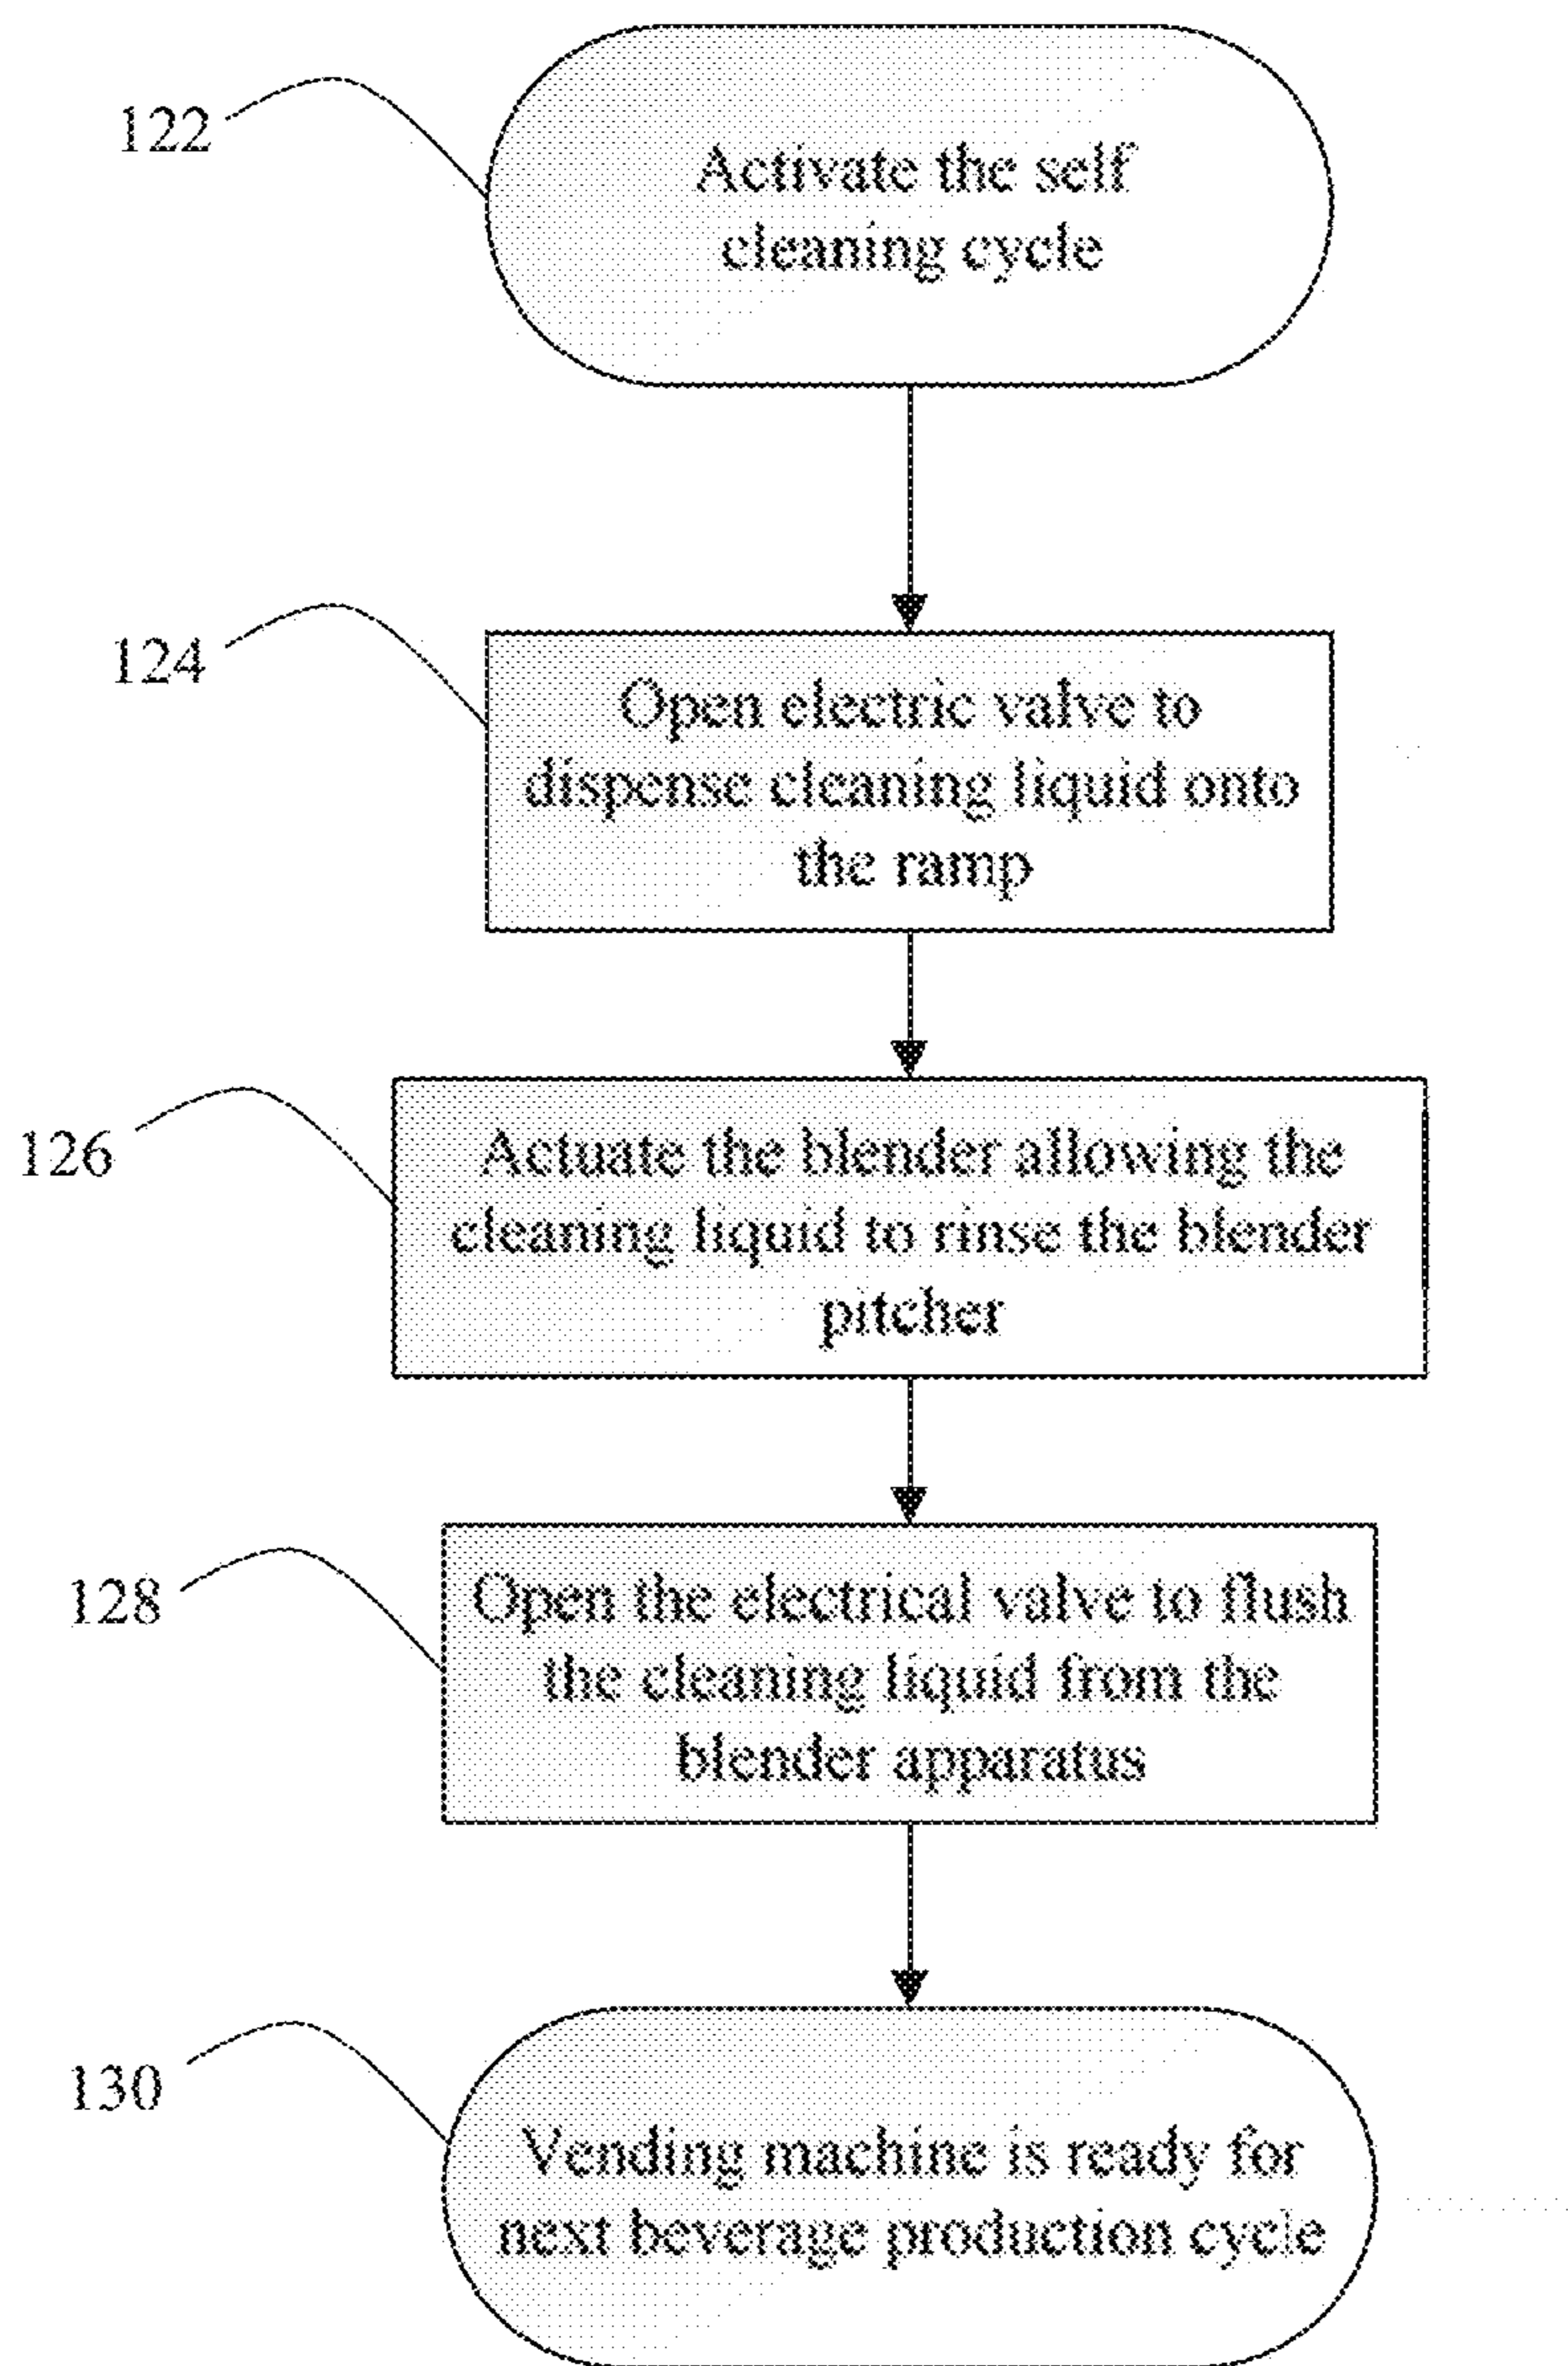 122
Activate the self
cleaning cycle
124
Open electric valve to
dispense cleaning liquid onto
the ramp
126
Actuate the blender allowing the
cleaning liquid to rinse the blender
pitcher
128
Open the electrical valve to flush
the cleaning liquid from the
blender apparatus
130
Vending machine is ready for
next beverage production cycle